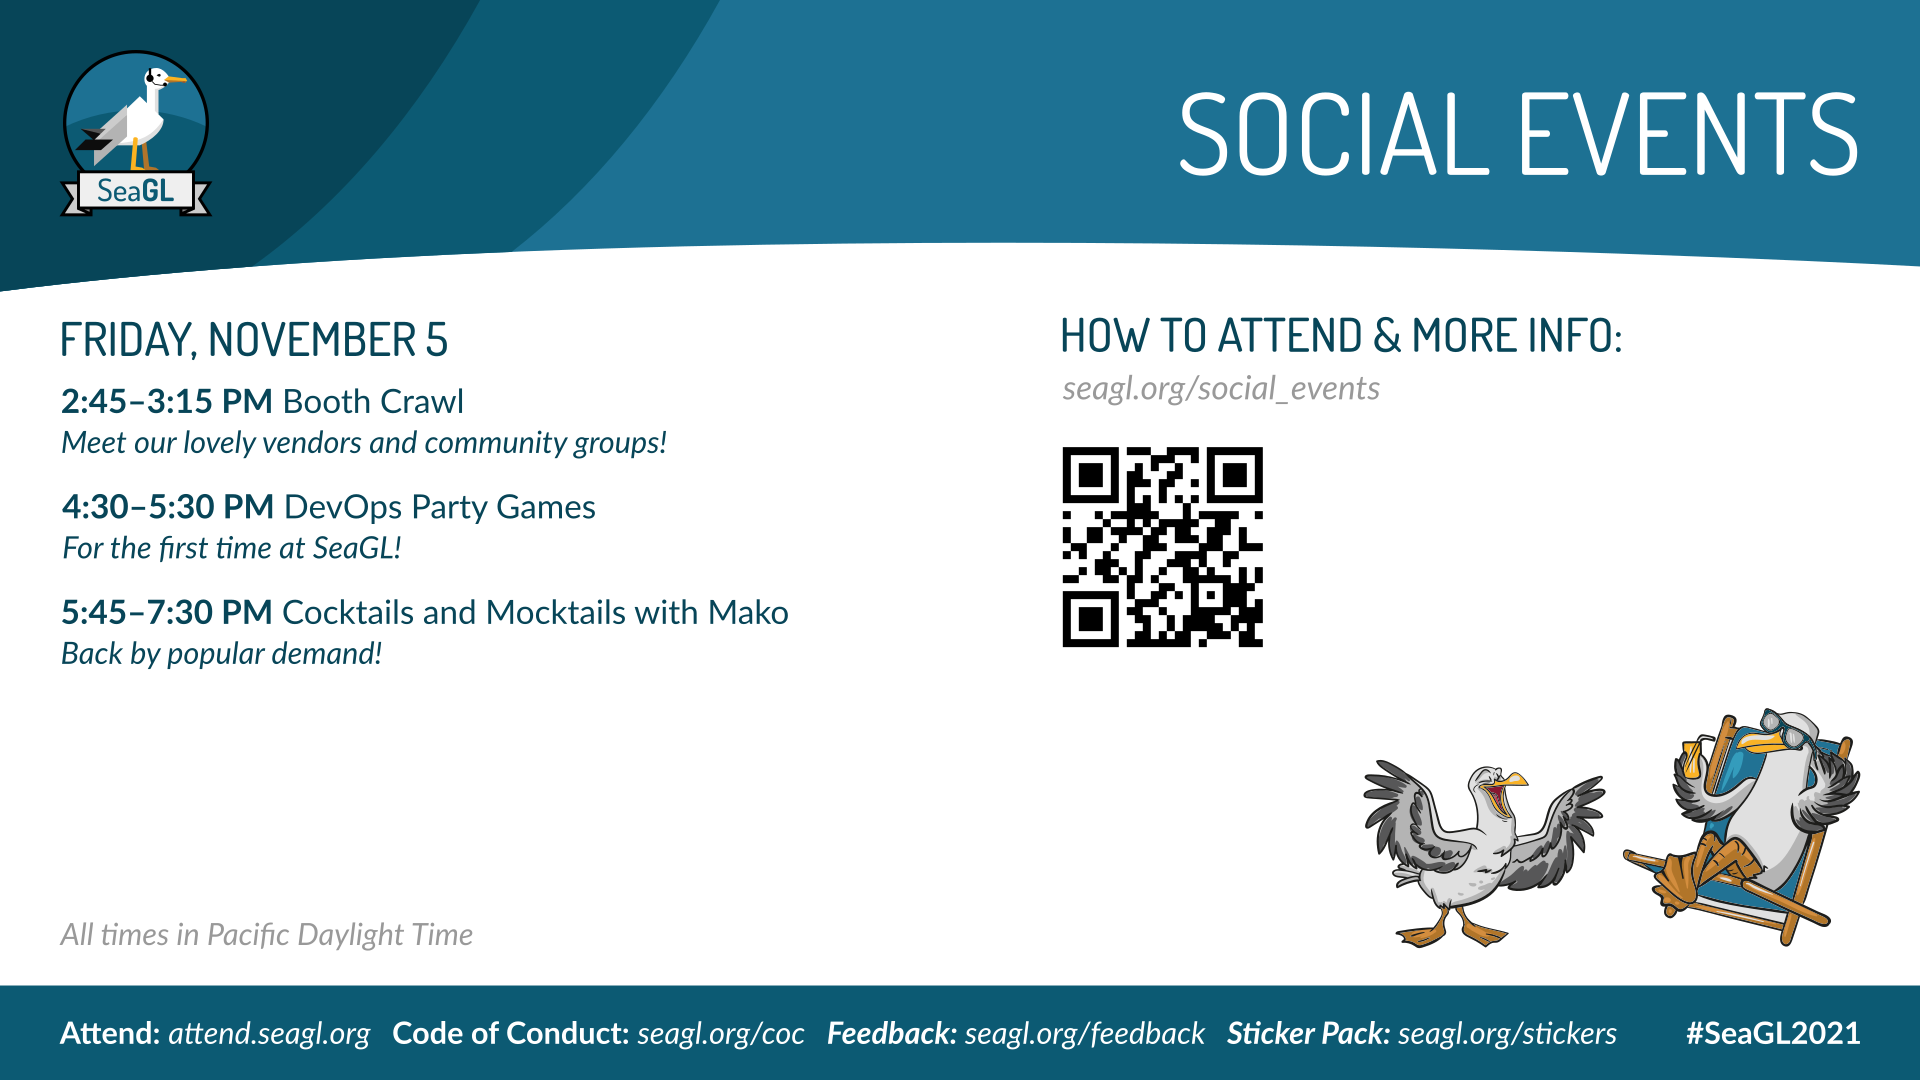 SeaGL
SOCIAL EVENTS
FRIDAY, NOVEMBER 5
2:45–3:15 PM Booth Crawl
Meet our lovely vendors and community groups!
4:30–5:30 PM DevOps Party Games
For the first time at SeaGL!
5:45–7:30 PM Cocktails and Mocktails with Mako
Back by popular demand!
All times in Pacific Daylight Time
HOW TO ATTEND & MORE INFO:
seagl.org/social_events
Attend: attend.seagl.org Code of Conduct: seagl.org/coc Feedback: seagl.org/feedback Sticker Pack: seagl.org/stickers #SeaGL2021